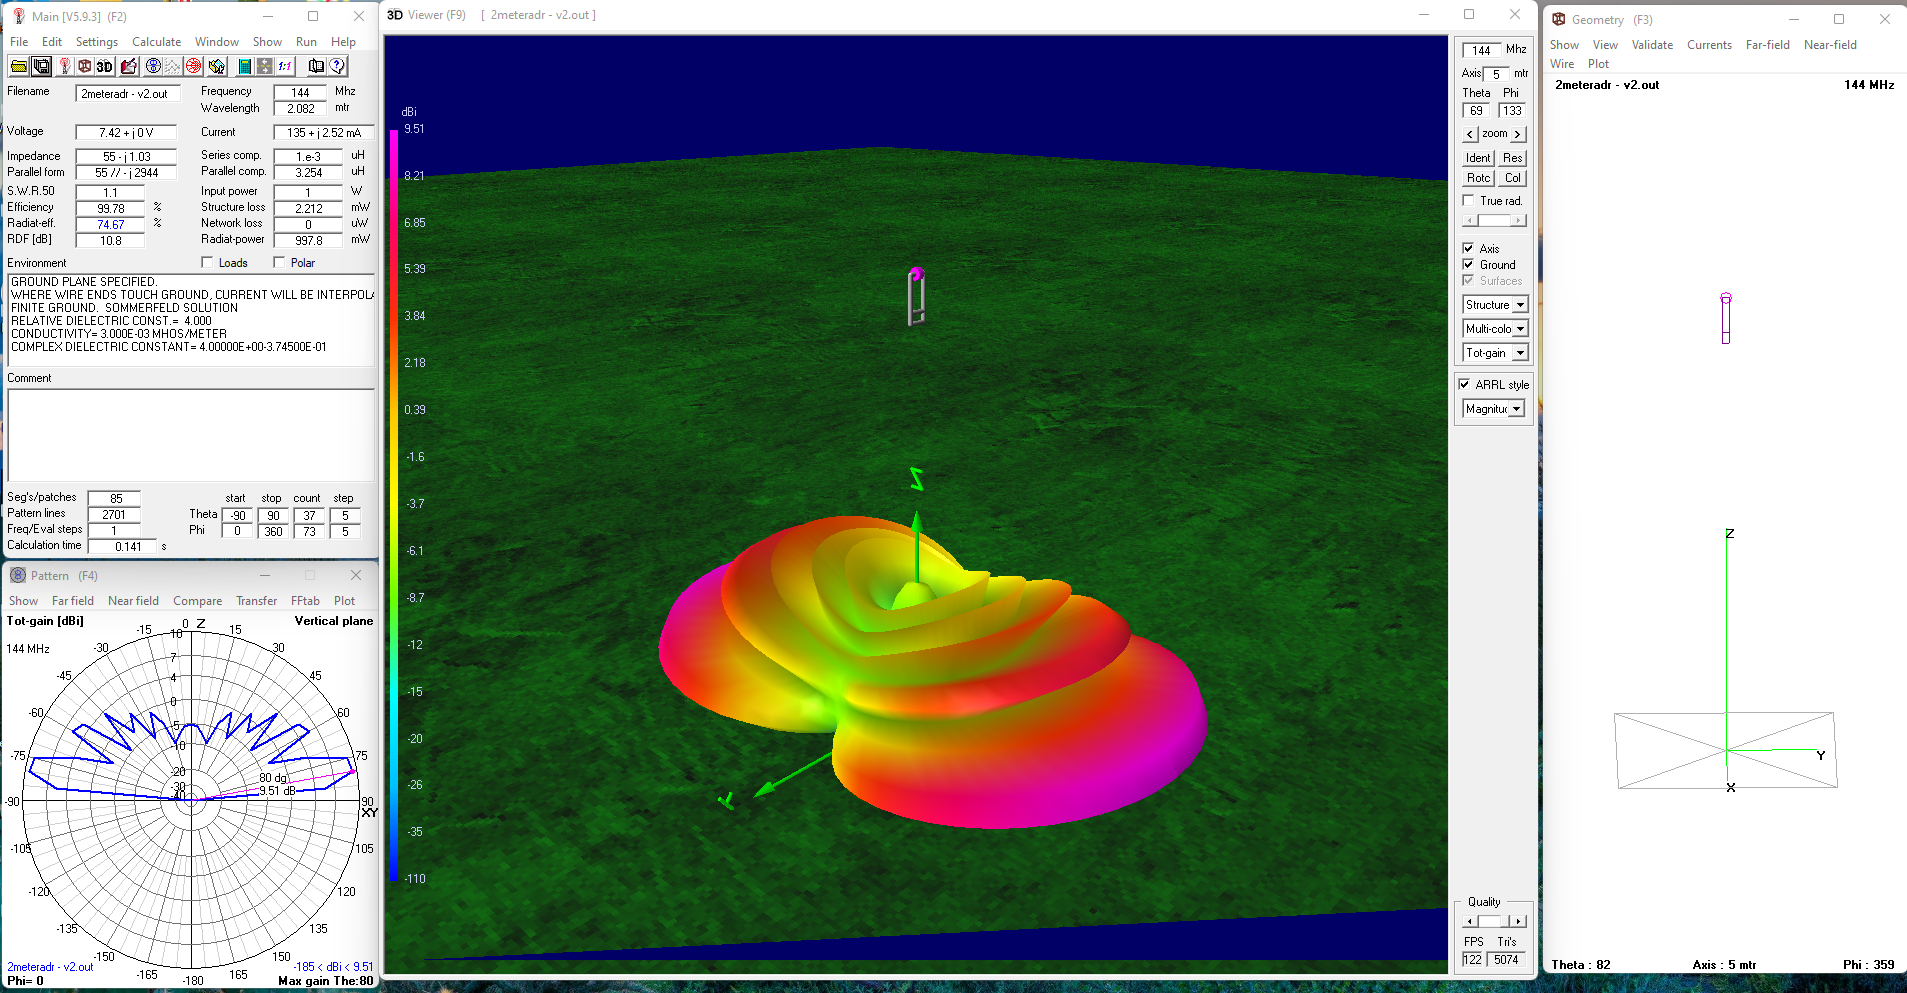 Main [V5.9.3] (F2)
File Edit Settings Calculate Window Show Run Help
3D 1:1 ?
Filename 2meteradr - v2.out Frequency 144 Mhz
Wavelength 2.082 mtr
Voltage 7.42 + j 0 V Current 135 + j 2.52 mA
Impedance 55 - j 1.03 Series comp. 1.e-3 uH
Parallel form 55 // - j 2944 Parallel comp. 3.254 uH
S.W.R.50 1.1 Input power 1 W
Efficiency 99.78 % Structure loss 2.212 mW
Radiat-eff. 74.67 % Network loss 0 uW
RDF [dB] 10.8 Radiat-power 997.8 mW
Environment Loads Polar
GROUND PLANE SPECIFIED.
WHERE WIRE ENDS TOUCH GROUND, CURRENT WILL BE INTERPOLA
FINITE GROUND. SOMMERFELD SOLUTION
RELATIVE DIELECTRIC CONST.= 4.000
CONDUCTIVITY= 3.000E-03 MHOS/METER
COMPLEX DIELECTRIC CONSTANT= 4.00000E+00-3.74500E-01
Comment
Seg's/patches 85 start stop count step
Pattern lines 2701 Theta -90 90 37 5
Freq/Eval steps 1 Phi 0 360 73 5
Calculation time 0.141 s
Pattern (F4)
Show Far field Near field Compare Transfer FFtab Plot
Tot-gain [dBi] Vertical plane
144 MHz
0 Z
-15 15
-30 30
-45 45
-60 60
-75 75
-90 90
XY
-105 105
-120 120
-135 135
-150 150
-165 165
-180
10
7
4
0
-5
-10
-20
-30
-40
80 dg
9.51 dB
2meteradr - v2.out -185 < dBi < 9.51
Phi= 0 Max gain The:80
3D Viewer (F9) [ 2meteradr - v2.out ]
dBi
9.51
8.21
6.85
5.39
3.84
2.18
0.39
-1.6
-3.7
-6.1
-8.7
-12
-15
-20
-26
-35
-110
Z
144 Mhz
Axis 5 mtr
Theta Phi
69 133
< zoom >
Ident Res
Rotc Col
True rad.
Axis
Ground
Surfaces
Structure
Multi-colo
Tot-gain
ARRL style
Magnituc
Quality
FPS Tri's
122 5074
Geometry (F3)
Show View Validate Currents Far-field Near-field
Wire Plot
2meteradr - v2.out 144 MHz
Z
Y
X
Theta : 82 Axis : 5 mtr Phi : 359